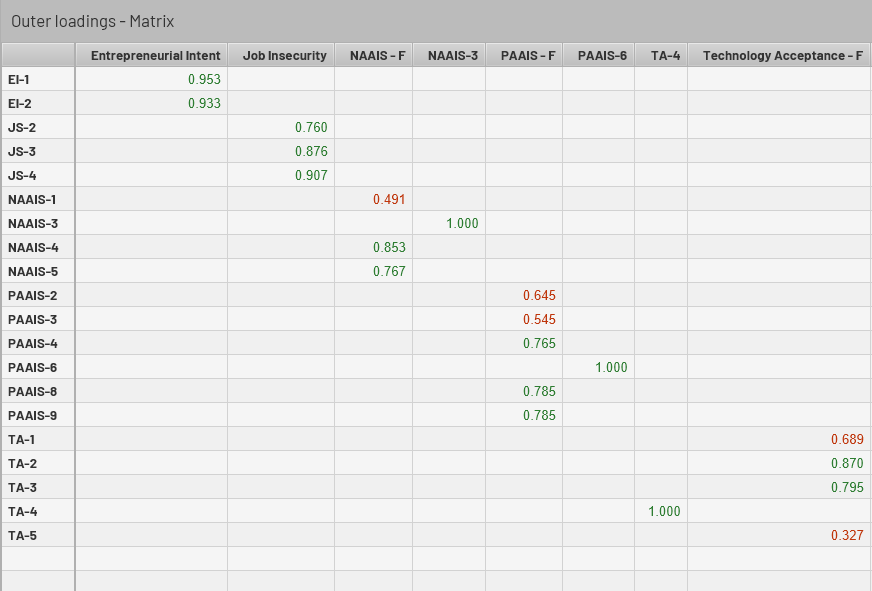 Outer loadings - Matrix
Entrepreneurial Intent Job Insecurity NAAIS - F NAAIS-3 PAAIS - F PAAIS-6 TA-4 Technology Acceptance - F
EI-1 0.953
EI-2 0.933
JS-2 0.760
JS-3 0.876
JS-4 0.907
NAAIS-1 0.491
NAAIS-3 1.000
NAAIS-4 0.853
NAAIS-5 0.767
PAAIS-2 0.645
PAAIS-3 0.545
PAAIS-4 0.765
PAAIS-6 1.000
PAAIS-8 0.785
PAAIS-9 0.785
TA-1 0.689
TA-2 0.870
TA-3 0.795
TA-4 1.000
TA-5 0.327